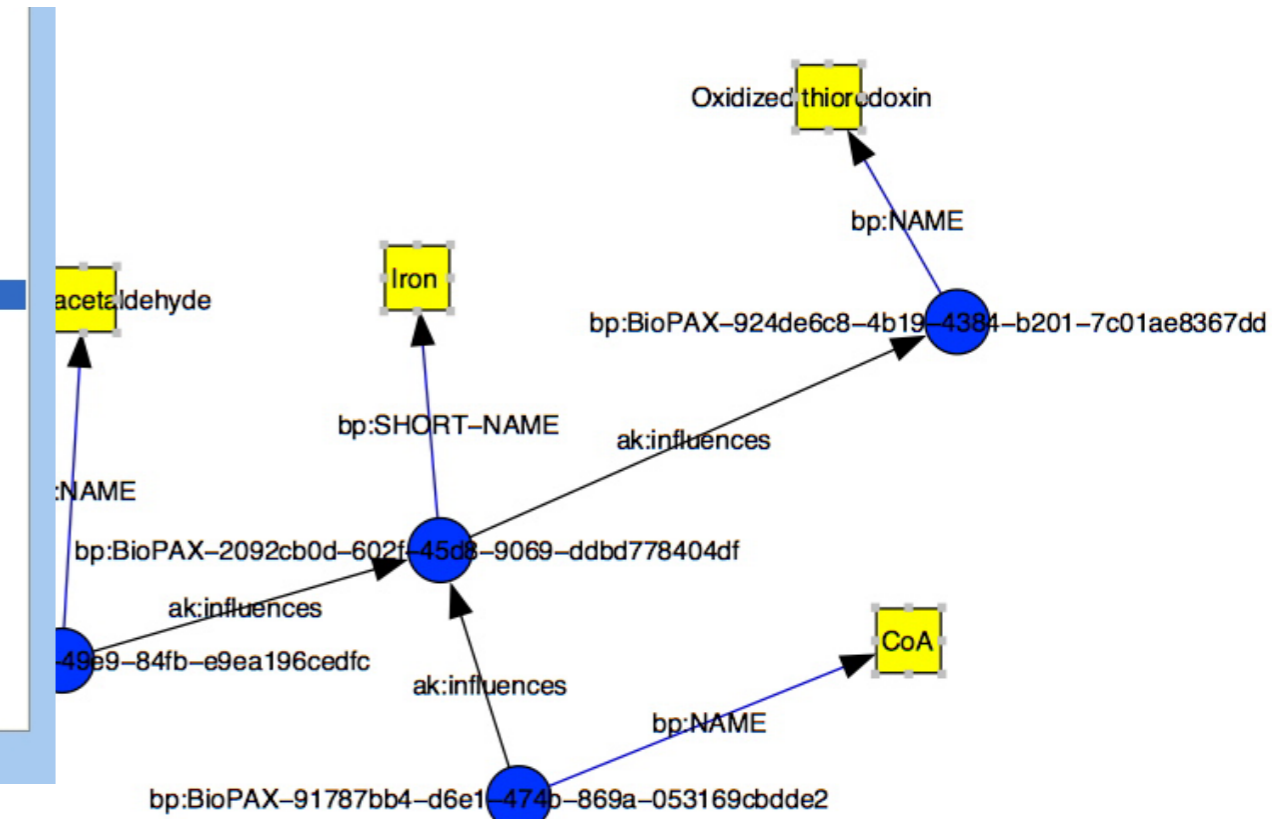 Oxidized thioredoxin
bp:NAME
Iron
acetaldehyde
bp:BioPAX-924de6c8-4b19-4384-b201-7c01ae8367dd
bp:SHORT-NAME
ak:influences
:NAME
bp:BioPAX-2092cb0d-602f-45d8-9069-ddbd778404df
ak:influences
CoA
-49e9-84fb-e9ea196cedfc
ak:influences
bp:NAME
bp:BioPAX-91787bb4-d6e1-474b-869a-053169cbdde2